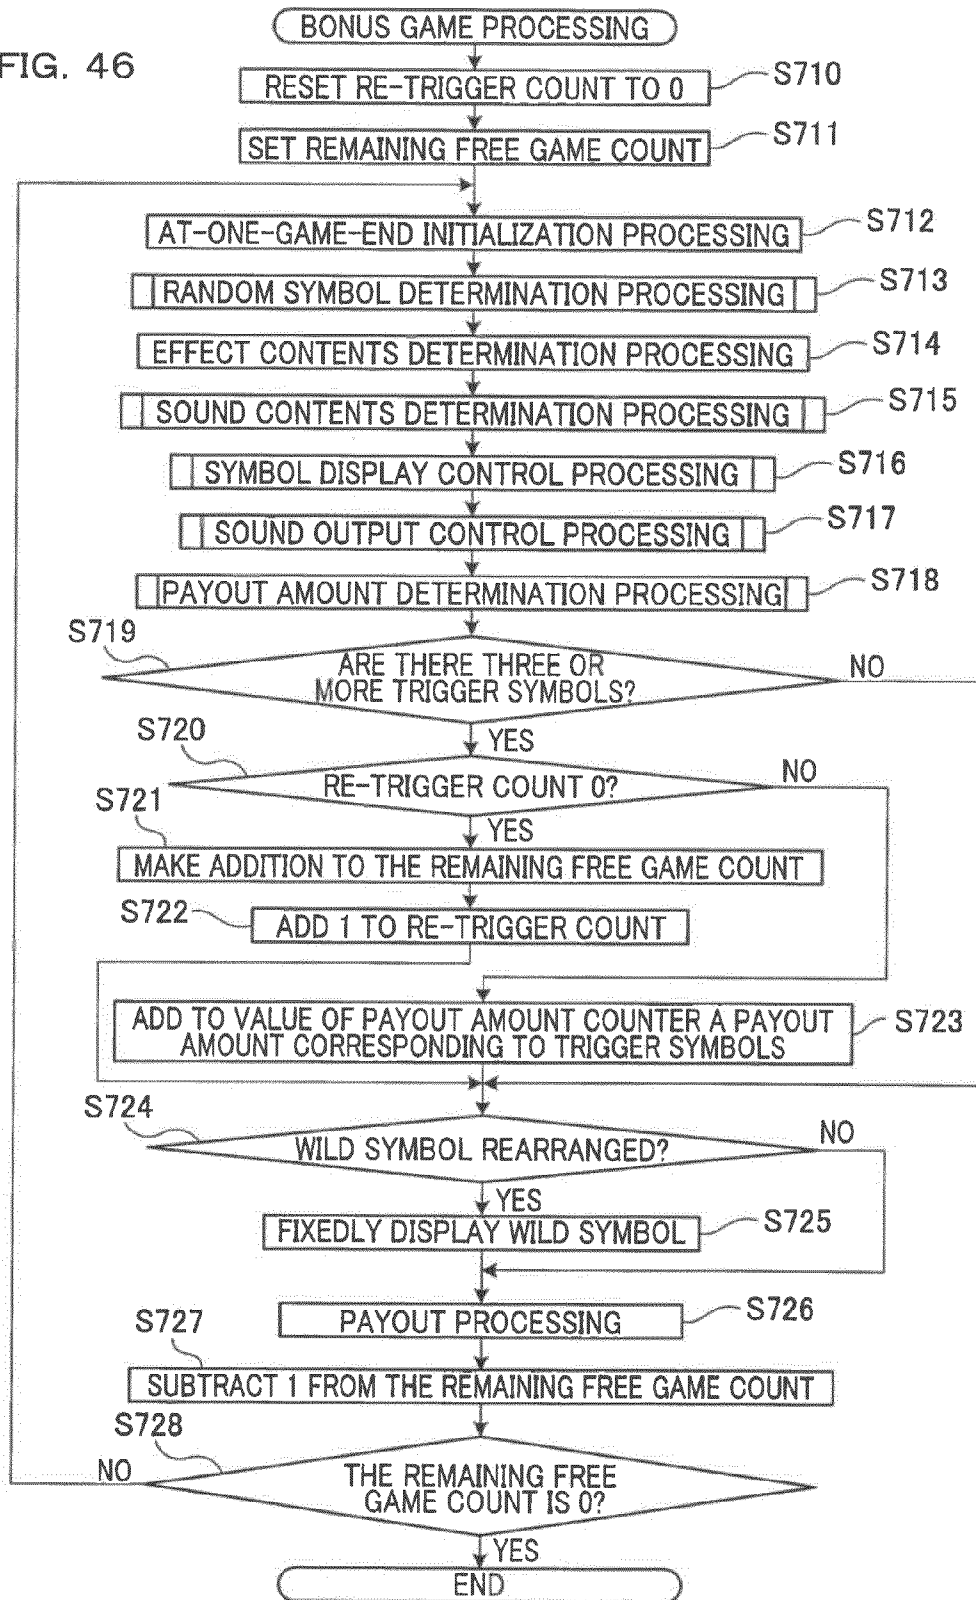 BONUS GAME PROCESSING
FIG. 46
RESET RE-TRIGGER COUNT TO 0
S710
SET REMAINING FREE GAME COUNT
S711
AT-ONE-GAME-END INITIALIZATION PROCESSING
S712
RANDOM SYMBOL DETERMINATION PROCESSING
S713
EFFECT CONTENTS DETERMINATION PROCESSING
S714
SOUND CONTENTS DETERMINATION PROCESSING
S715
SYMBOL DISPLAY CONTROL PROCESSING
S716
SOUND OUTPUT CONTROL PROCESSING
S717
PAYOUT AMOUNT DETERMINATION PROCESSING
S718
S719
ARE THERE THREE OR
MORE TRIGGER SYMBOLS?
NO
YES
S720
RE-TRIGGER COUNT 0?
NO
YES
S721
MAKE ADDITION TO THE REMAINING FREE GAME COUNT
S722
ADD 1 TO RE-TRIGGER COUNT
ADD TO VALUE OF PAYOUT AMOUNT COUNTER A PAYOUT
AMOUNT CORRESPONDING TO TRIGGER SYMBOLS
S723
S724
WILD SYMBOL REARRANGED?
NO
YES
FIXEDLY DISPLAY WILD SYMBOL
S725
PAYOUT PROCESSING
S726
S727
SUBTRACT 1 FROM THE REMAINING FREE GAME COUNT
S728
NO
THE REMAINING FREE
GAME COUNT IS 0?
YES
END